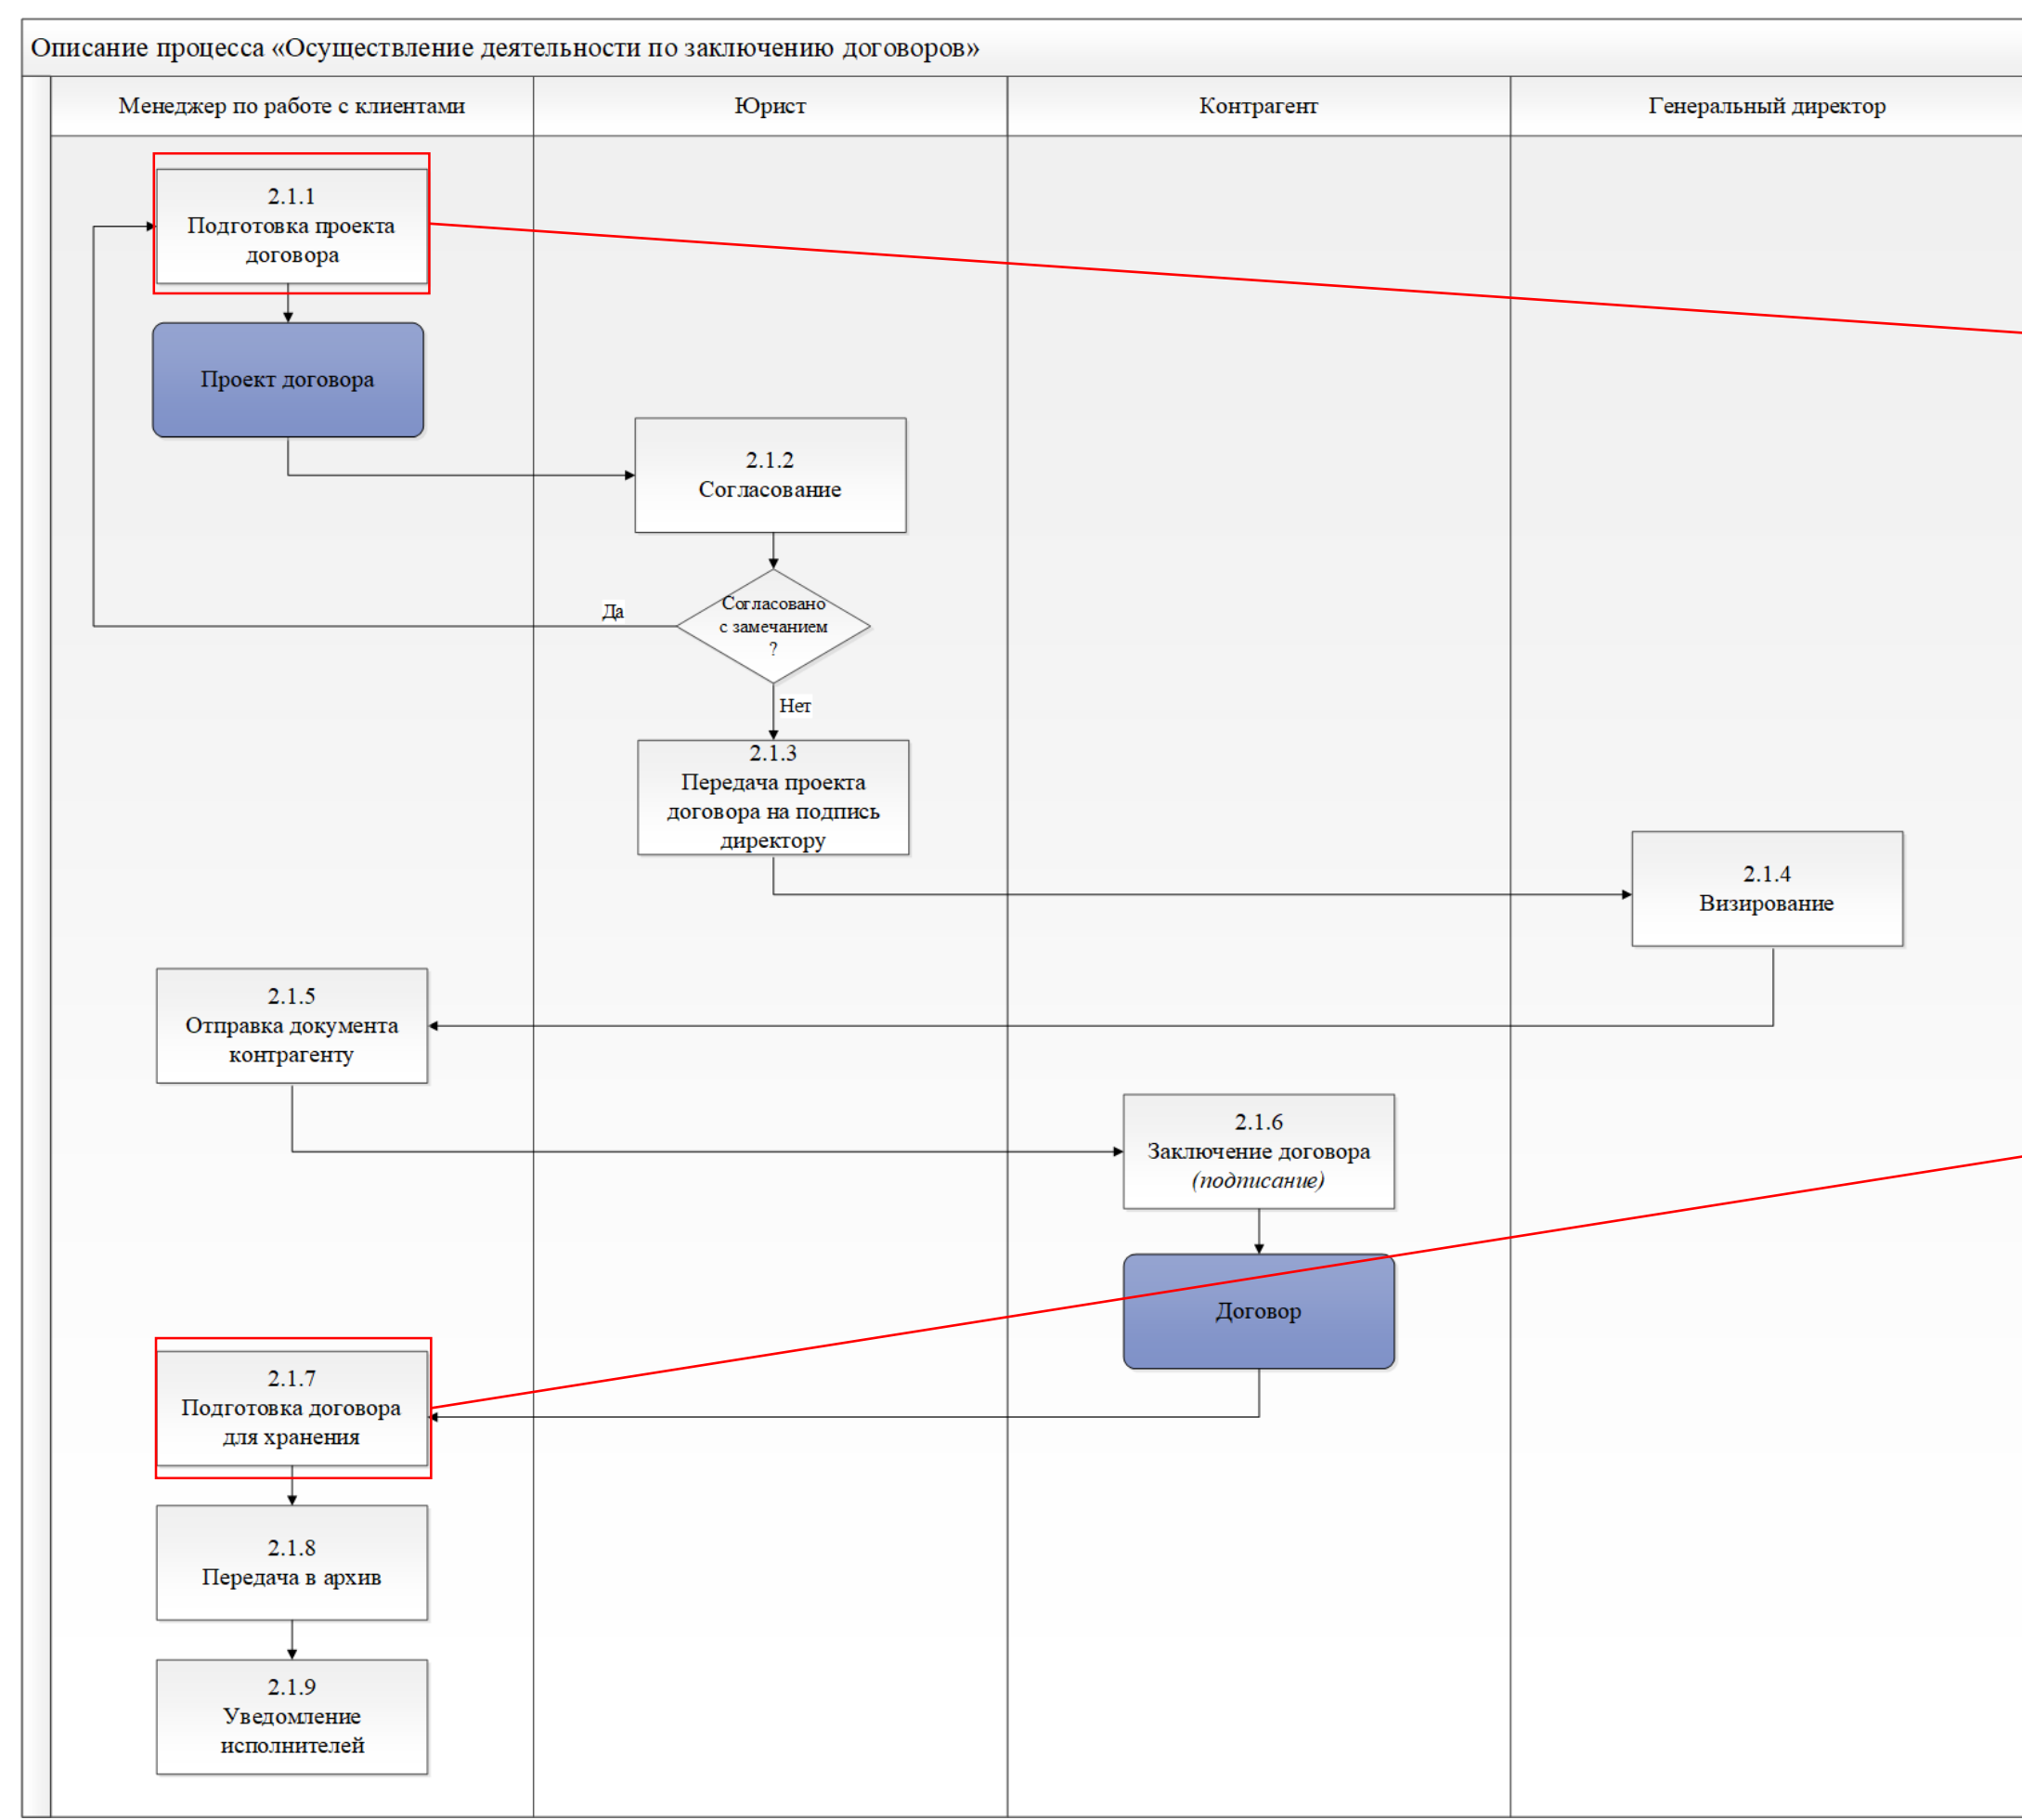 Описание процесса «Осуществление деятельности по заключению договоров»
Менеджер по работе с клиентами
Юрист
Контрагент
Генеральный директор
2.1.1
Подготовка проекта
договора
Проект договора
2.1.2
Согласование
Согласовано
с замечанием
?
Да
Нет
2.1.3
Передача проекта
договора на подпись
директору
2.1.4
Визирование
2.1.5
Отправка документа
контрагенту
2.1.6
Заключение договора
(подписание)
Договор
2.1.7
Подготовка договора
для хранения
2.1.8
Передача в архив
2.1.9
Уведомление
исполнителей